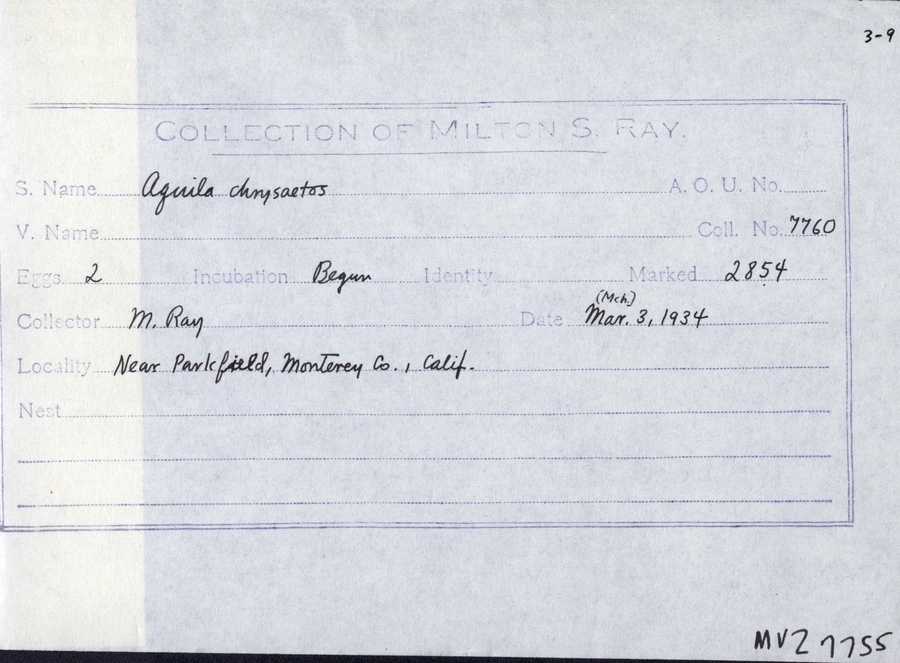 3-9
COLLECTION OF MILTON S. RAY.
S. Name Aquila chrysaetos A. O. U. No.
V. Name Coll. No. 7760
Eggs 2 Incubation Begun Identity Marked 2854
(Mch.)
Collector M. Ray Date Mar. 3, 1934
Locality Near Parkfield, Monterey Co., Calif.
Nest
MVZ 7755